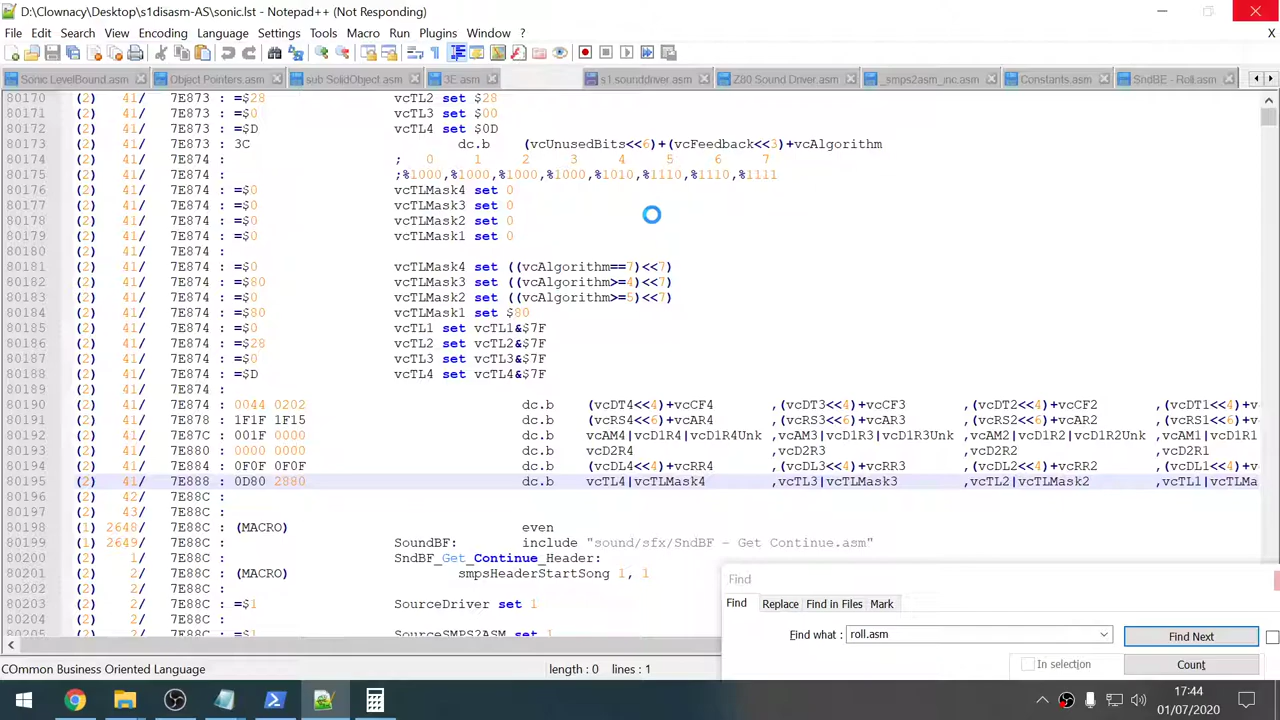 D:\Clownacy\Desktop\s1disasm-AS\sonic.lst - Notepad++ (Not Responding)
File Edit Search View Encoding Language Settings Tools Macro Run Plugins Window ? X
Sonic LevelBound.asm Object Pointers.asm sub SolidObject.asm 3E.asm s1.sounddriver.asm Z80 Sound Driver.asm _smps2asm_inc.asm Constants.asm SndBE - Roll.asm
80170 (2) 41/ 7E873 : =$28 vcTL2 set $28
80171 (2) 41/ 7E873 : =$0 vcTL3 set $00
80172 (2) 41/ 7E873 : =$D vcTL4 set $0D
80173 (2) 41/ 7E873 : 3C dc.b (vcUnusedBits<<6)+(vcFeedback<<3)+vcAlgorithm
80174 (2) 41/ 7E874 : ; 0 1 2 3 4 5 6 7
80175 (2) 41/ 7E874 : ;%1000,%1000,%1000,%1000,%1010,%1110,%1110,%1111
80176 (2) 41/ 7E874 : =$0 vcTLMask4 set 0
80177 (2) 41/ 7E874 : =$0 vcTLMask3 set 0
80178 (2) 41/ 7E874 : =$0 vcTLMask2 set 0
80179 (2) 41/ 7E874 : =$0 vcTLMask1 set 0
80180 (2) 41/ 7E874 :
80181 (2) 41/ 7E874 : =$0 vcTLMask4 set ((vcAlgorithm==7)<<7)
80182 (2) 41/ 7E874 : =$80 vcTLMask3 set ((vcAlgorithm>=4)<<7)
80183 (2) 41/ 7E874 : =$0 vcTLMask2 set ((vcAlgorithm>=5)<<7)
80184 (2) 41/ 7E874 : =$80 vcTLMask1 set $80
80185 (2) 41/ 7E874 : =$0 vcTL1 set vcTL1&$7F
80186 (2) 41/ 7E874 : =$28 vcTL2 set vcTL2&$7F
80187 (2) 41/ 7E874 : =$0 vcTL3 set vcTL3&$7F
80188 (2) 41/ 7E874 : =$D vcTL4 set vcTL4&$7F
80189 (2) 41/ 7E874 :
80190 (2) 41/ 7E874 : 0044 0202 dc.b (vcDT4<<4)+vcCF4 ,(vcDT3<<4)+vcCF3 ,(vcDT2<<4)+vcCF2 ,(vcDT1<<4)+v
80191 (2) 41/ 7E878 : 1F1F 1F15 dc.b (vcRS4<<6)+vcAR4 ,(vcRS3<<6)+vcAR3 ,(vcRS2<<6)+vcAR2 ,(vcRS1<<6)+v
80192 (2) 41/ 7E87C : 001F 0000 dc.b vcAM4|vcD1R4|vcD1R4Unk ,vcAM3|vcD1R3|vcD1R3Unk ,vcAM2|vcD1R2|vcD1R2Unk ,vcAM1|vcD1R1
80193 (2) 41/ 7E880 : 0000 0000 dc.b vcD2R4 ,vcD2R3 ,vcD2R2 ,vcD2R1
80194 (2) 41/ 7E884 : 0F0F 0F0F dc.b (vcDL4<<4)+vcRR4 ,(vcDL3<<4)+vcRR3 ,(vcDL2<<4)+vcRR2 ,(vcDL1<<4)+v
80195 (2) 41/ 7E888 : 0D80 2880 dc.b vcTL4|vcTLMask4 ,vcTL3|vcTLMask3 ,vcTL2|vcTLMask2 ,vcTL1|vcTLMa
80196 (2) 42/ 7E88C :
80197 (2) 43/ 7E88C :
80198 (1) 2648/ 7E88C : (MACRO) even
80199 (1) 2649/ 7E88C : SoundBF: include "sound/sfx/SndBF - Get Continue.asm"
80200 (2) 1/ 7E88C : SndBF_Get_Continue_Header:
80201 (2) 2/ 7E88C : (MACRO) smpsHeaderStartSong 1, 1
80202 (2) 2/ 7E88C :
80203 (2) 2/ 7E88C : =$1 SourceDriver set 1
80204 (2) 2/ 7E88C :
80205 (2) 2/ 7E88C : =$1 SourceSMPS2ASM set 1
Find
Find Replace Find in Files Mark
Find what : roll.asm Find Next
In selection Count
COmmon Business Oriented Language length : 0 lines : 1
17:44
01/07/2020